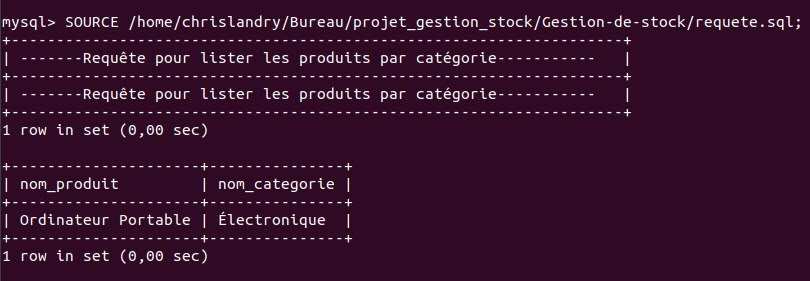 mysql> SOURCE /home/chrislandry/Bureau/projet_gestion_stock/Gestion-de-stock/requete.sql;
+-------------------------------------------------------------------+
| -------Requête pour lister les produits par catégorie-----------   |
+-------------------------------------------------------------------+
| -------Requête pour lister les produits par catégorie-----------   |
+-------------------------------------------------------------------+
1 row in set (0,00 sec)

+---------------------+---------------+
| nom_produit         | nom_categorie |
+---------------------+---------------+
| Ordinateur Portable | Électronique  |
+---------------------+---------------+
1 row in set (0,00 sec)